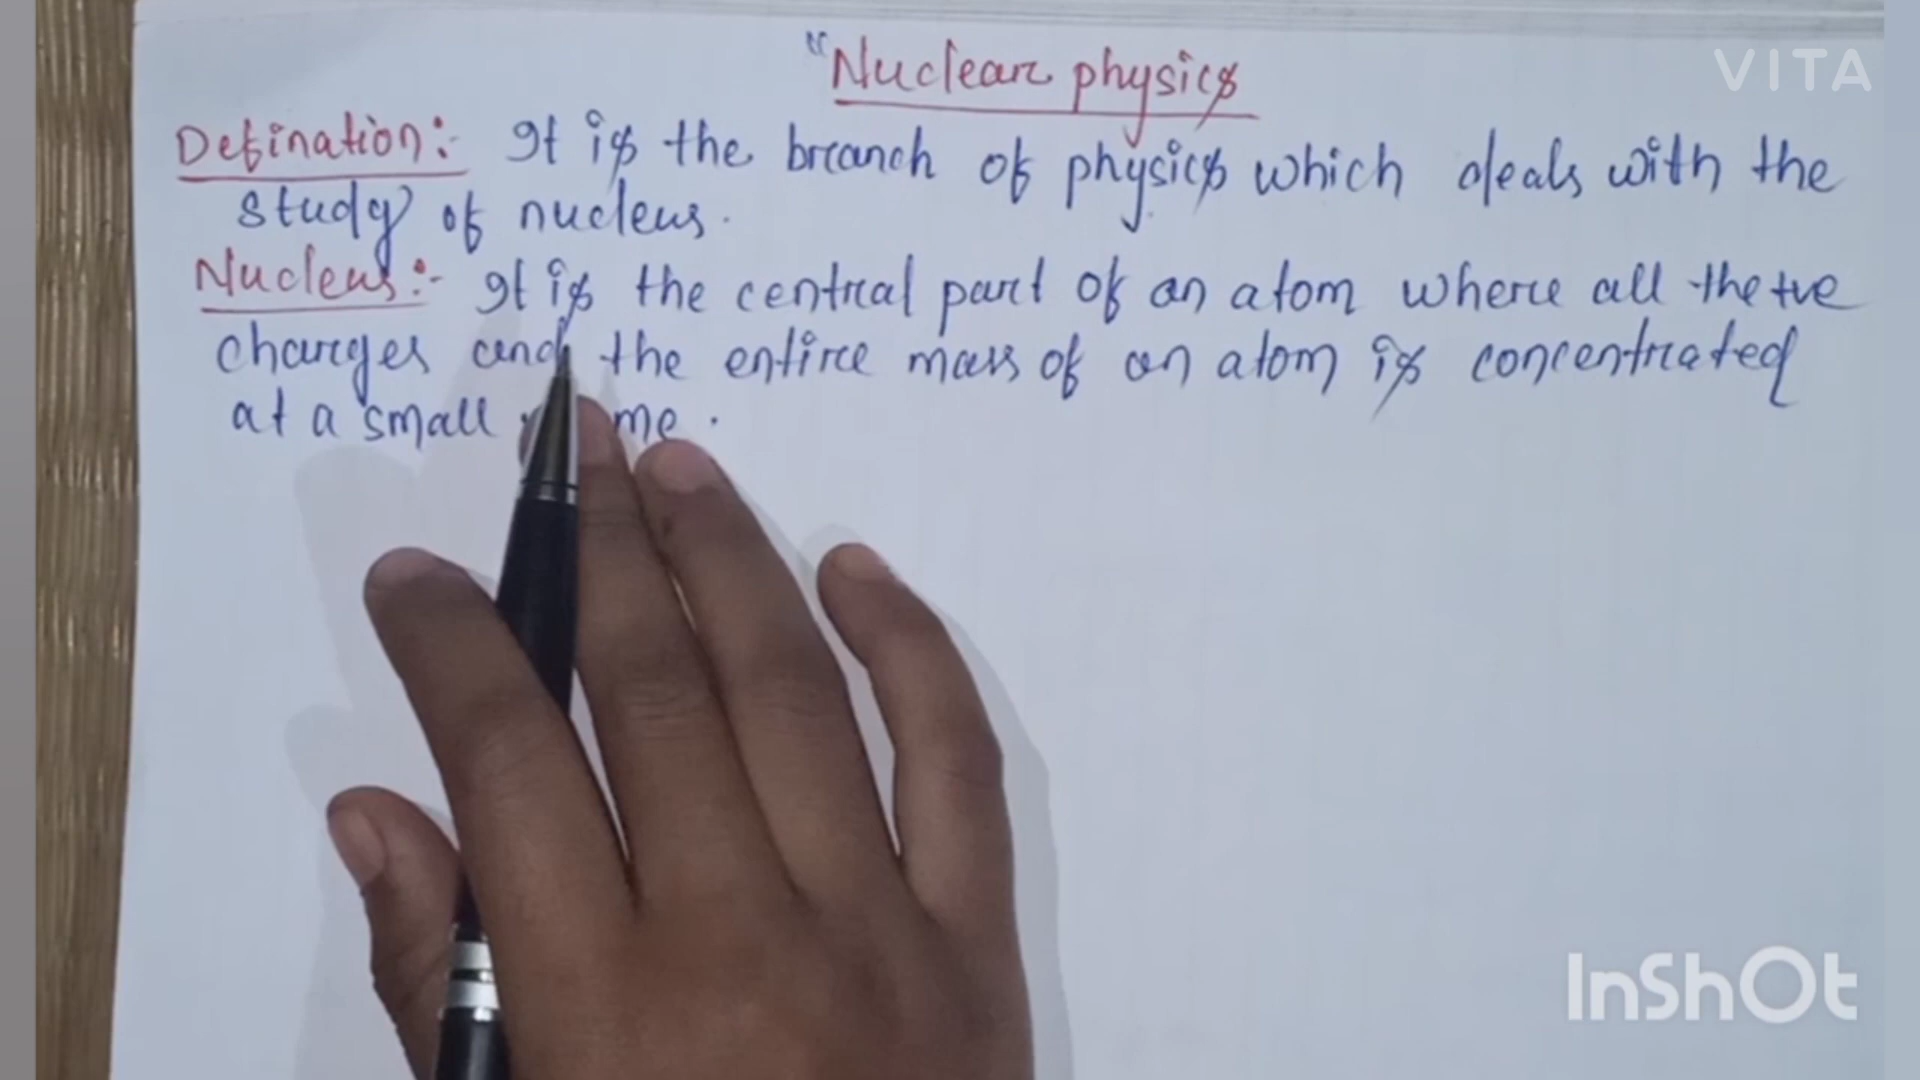 "Nuclear physics
VITA
Defination:- It is the branch of physics which deals with the
study of nucleus.
Nucleus:- It is the central part of an atom where all the +ve
charges and the entire mass of an atom is concentrated
at a small me.
InShOt